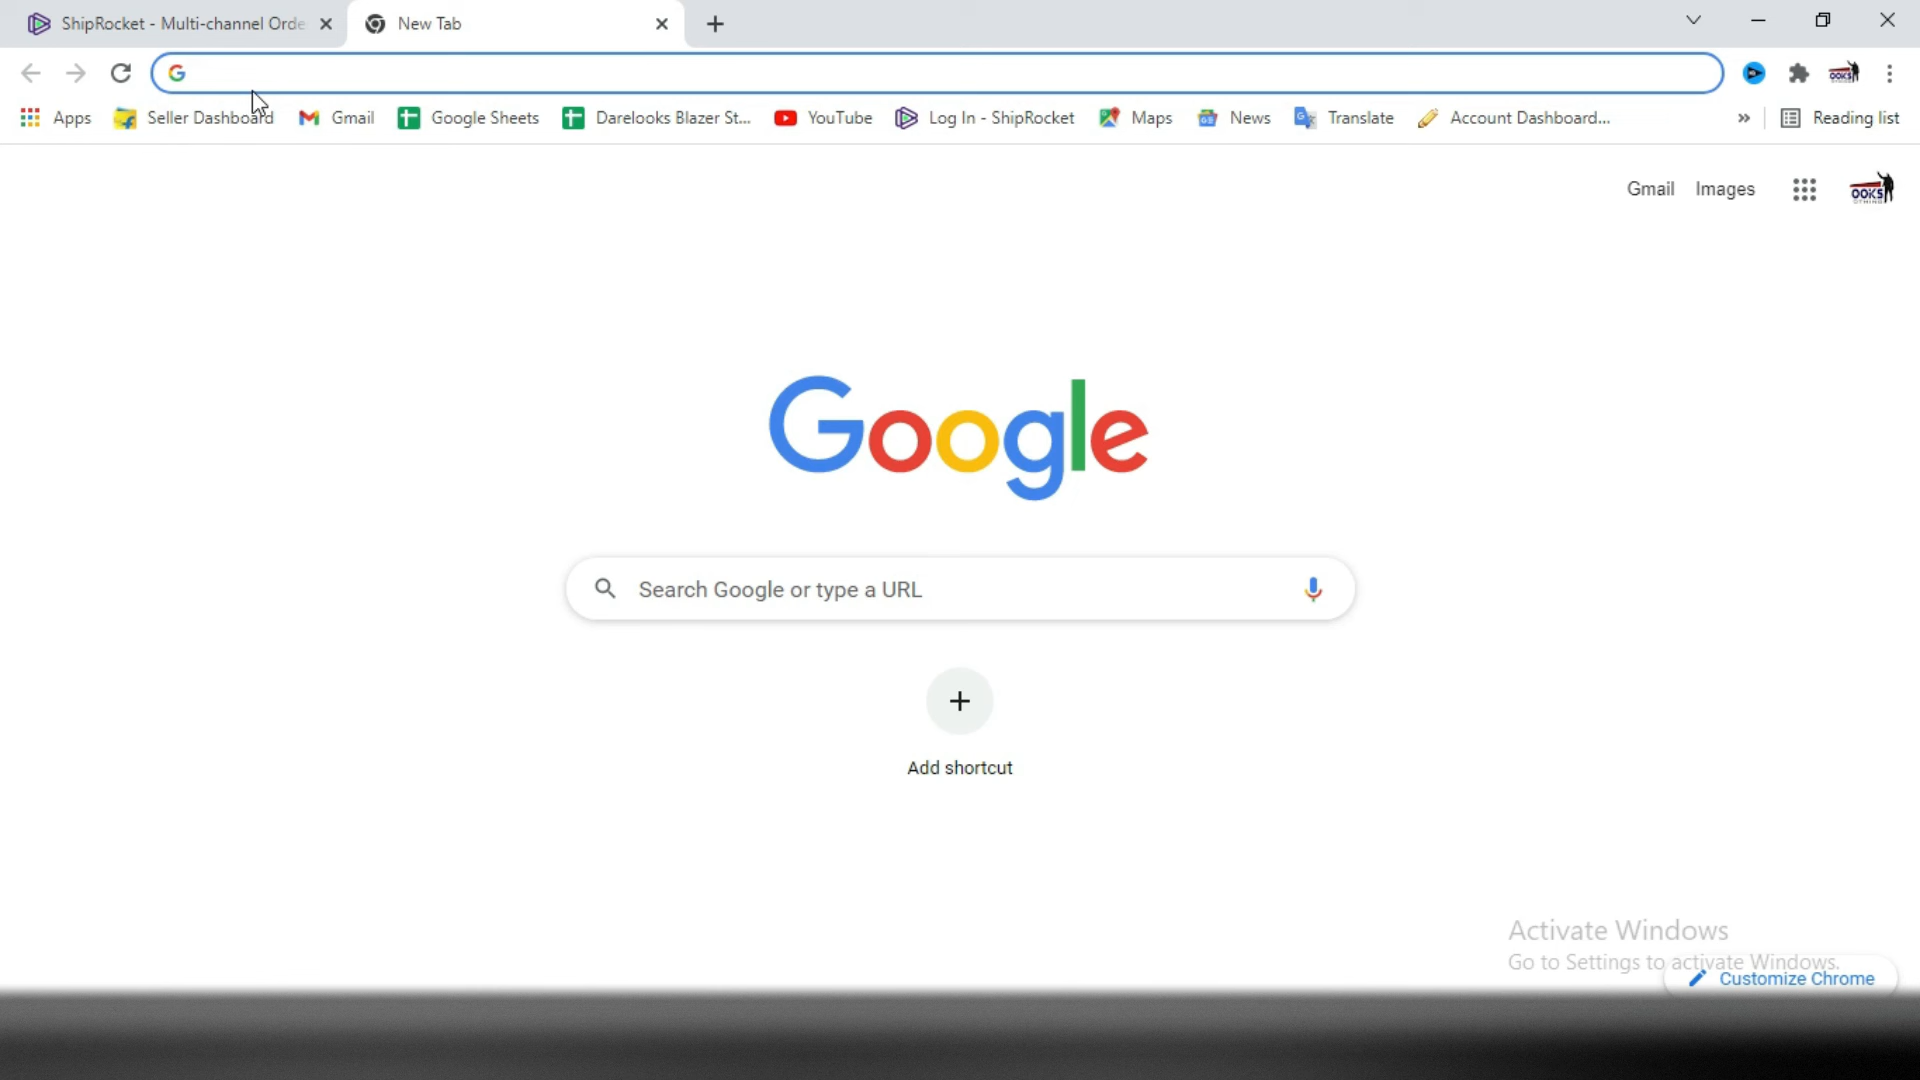 ShipRocket - Multi-channel Orde
New Tab
Apps
Seller Dashboard
Gmail
Google Sheets
Darelooks Blazer St...
YouTube
Log In - ShipRocket
Maps
News
Translate
Account Dashboard...
»
Reading list
Gmail
Images
OOKS
Google
Search Google or type a URL
Add shortcut
Activate Windows
Go to Settings to activate Windows.
Customize Chrome